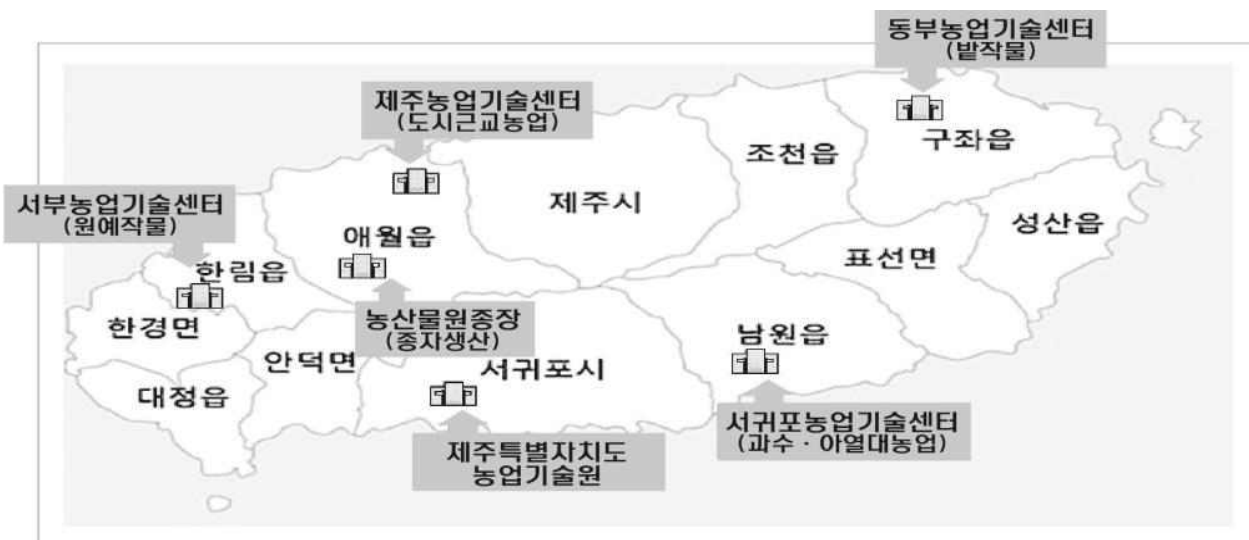 동부농업기술센터
(밭작물)
제주농업기술센터
(도시근교농업)
조천읍
구좌읍
서부농업기술센터
(원예작물)
제주시
성산읍
애월읍
표선면
한림읍
한경면
농산물원종장
(종자생산)
남원읍
안덕면
서귀포시
대정읍
서귀포농업기술센터
(과수 · 아열대농업)
제주특별자치도
농업기술원